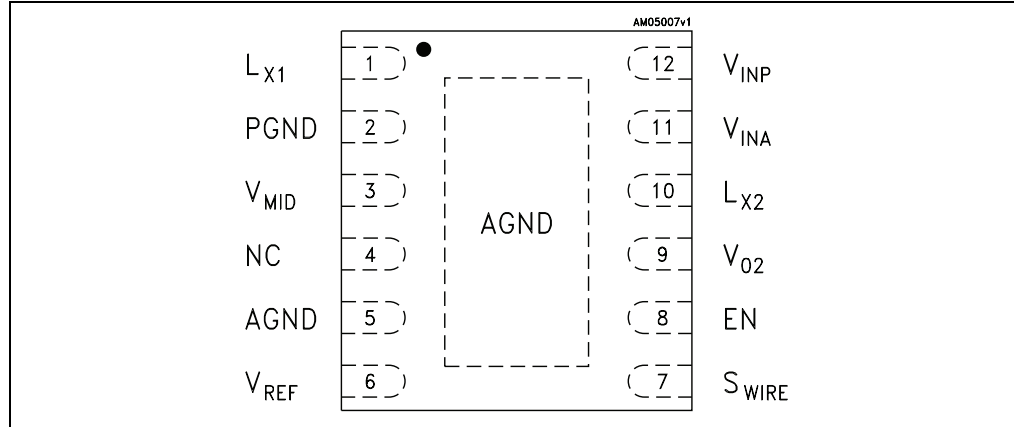 AM05007v1
LX1 1 12 VINP
PGND 2 11 VINA
VMID 3 10 LX2
NC 4 9 VO2
AGND
AGND 5 8 EN
VREF 6 7 SWIRE